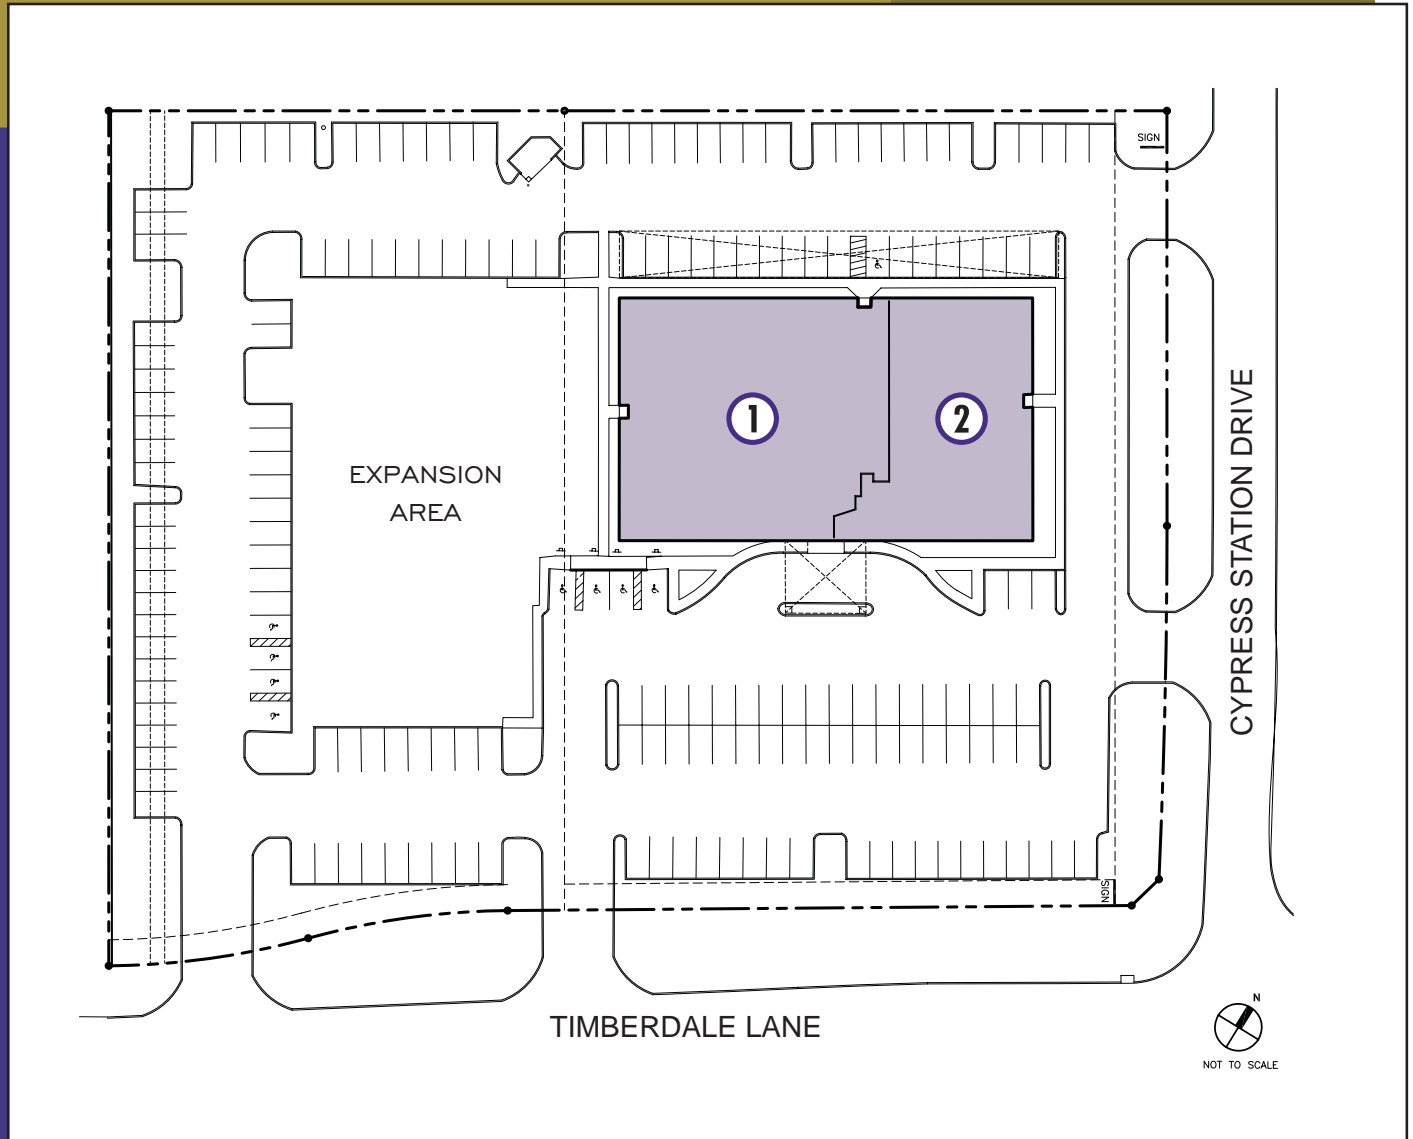 SIGN
1
2
EXPANSION
AREA
CYPRESS STATION DRIVE
SIGN
TIMBERDALE LANE
N
NOT TO SCALE